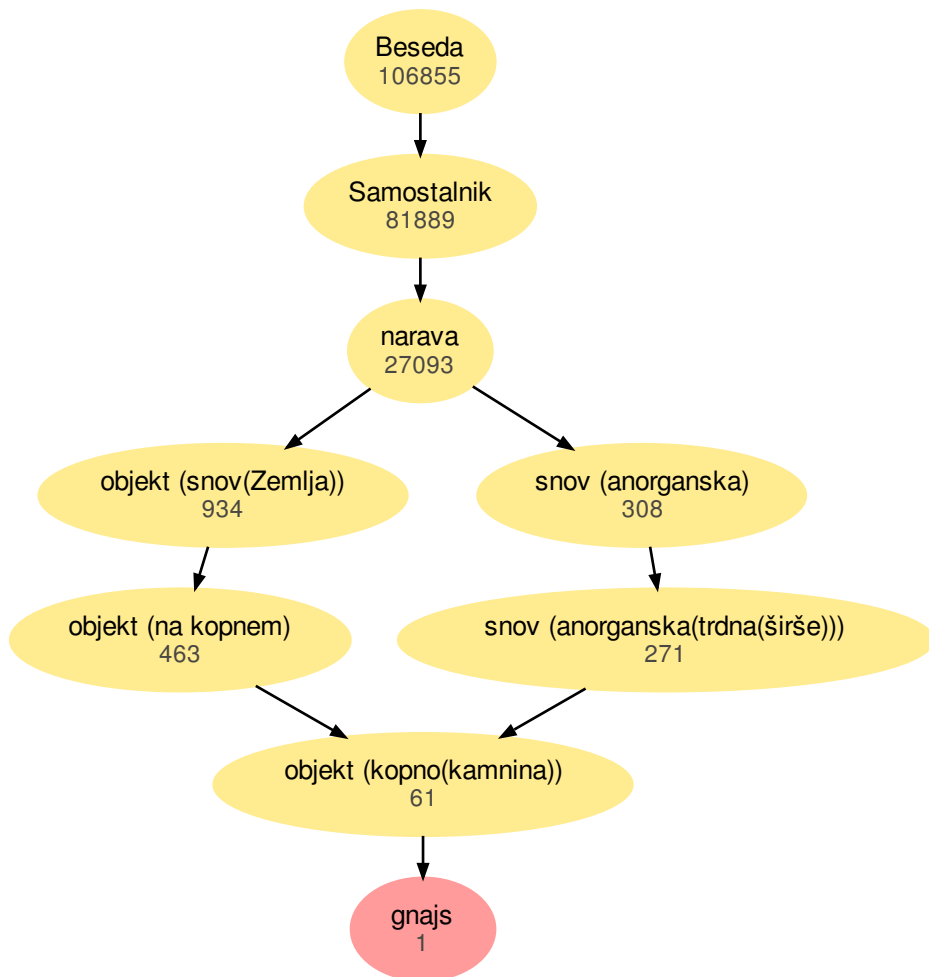 Beseda
106855
Samostalnik
81889
narava
27093
objekt (snov(Zemlja))
934
snov (anorganska)
308
objekt (na kopnem)
463
snov (anorganska(trdna(širše)))
271
objekt (kopno(kamnina))
61
gnajs
1